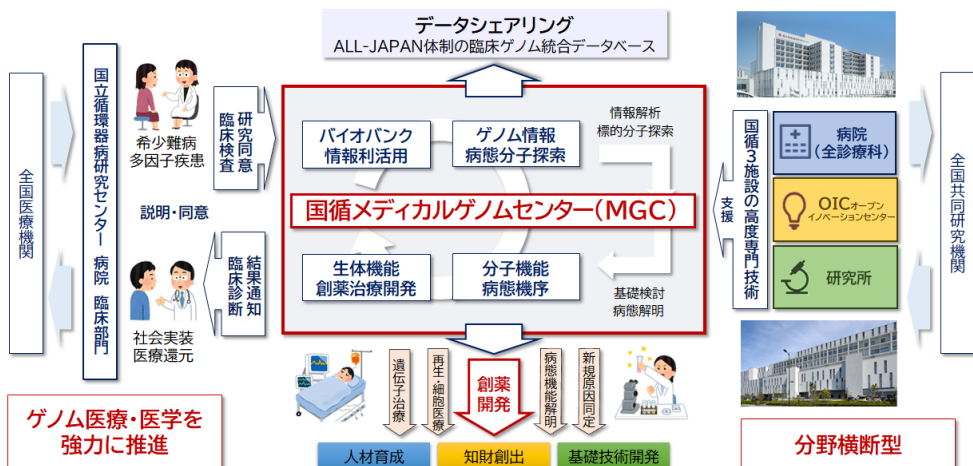 データシェアリング
ALL-JAPAN体制の臨床ゲノム統合データベース
全国医療機関
国立循環器病研究センター 病院 臨床部門
希少難病
多因子疾患
説明・同意
社会実装
医療還元
研究同意
臨床検査
結果通知
臨床診断
バイオバンク
情報利活用
ゲノム情報
病態分子探索
情報解析
標的分子探索
国循メディカルゲノムセンター(MGC)
生体機能
創薬治療開発
分子機能
病態機序
基礎検討
病態解明
支援
国循3施設の高度専門技術
病院
(全診療科)
OICオープン
イノベーションセンター
研究所
全国共同研究機関
遺伝子治療
再生・細胞医療
創薬
開発
病態機能解明
新規原因同定
人材育成
知財創出
基礎技術開発
ゲノム医療・医学を
強力に推進
分野横断型